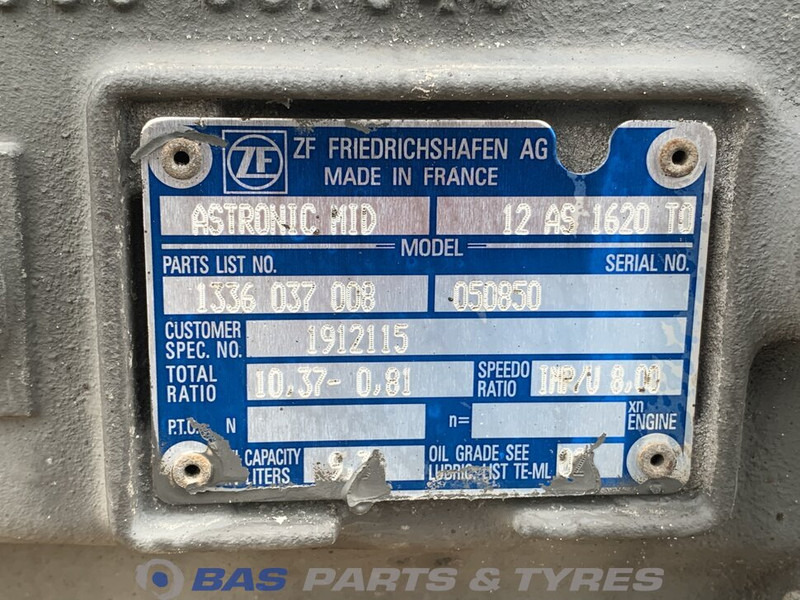 ZF
ZF FRIEDRICHSHAFEN AG
MADE IN FRANCE
ASTRONIC MID 12 AS 1620 TO
MODEL
PARTS LIST NO. SERIAL NO.
1336 037 008 050850
CUSTOMER
SPEC. NO. 1912115
TOTAL
RATIO 10,37- 0,81
SPEEDO
RATIO IMP/U 8,00
P.T.O. N n= xn
ENGINE
CAPACITY
LITERS
OIL GRADE SEE
LUBRIC. LIST TE-ML
BAS PARTS & TYRES